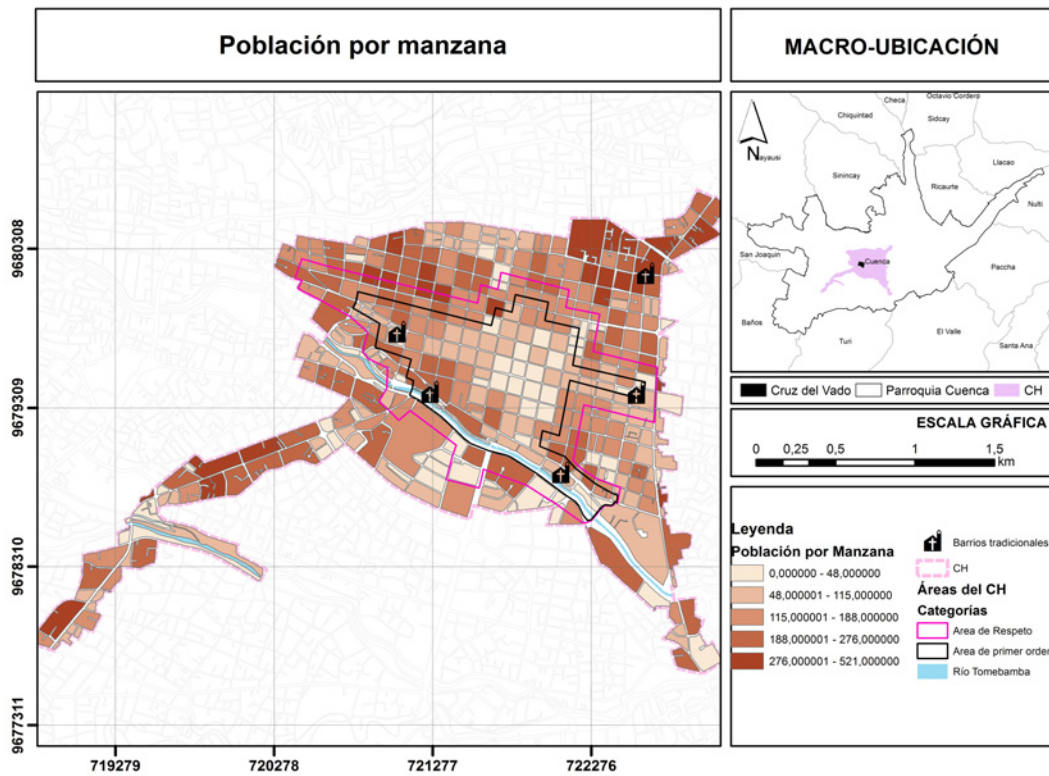 Población por manzana
MACRO-UBICACIÓN
9680308
9679309
9678310
9677311
719279
720278
721277
722276
N
Octavio Cordero
Checa
Chiquintad
Sidcay
Llacao
Sinincay
Ricaurte
Nulti
San Joaquín
Cuenca
Paccha
Baños
El Valle
Turi
Santa Ana
Cruz del Vado
Parroquia Cuenca
CH
ESCALA GRÁFICA
0 0,25 0,5 1 1,5
km
Leyenda
Población por Manzana
0,000000 - 48,000000
48,000001 - 115,000000
115,000001 - 188,000000
188,000001 - 276,000000
276,000001 - 521,000000
Barrios tradicionales
CH
Áreas del CH
Categorías
Area de Respeto
Area de primer orden
Río Tomebamba